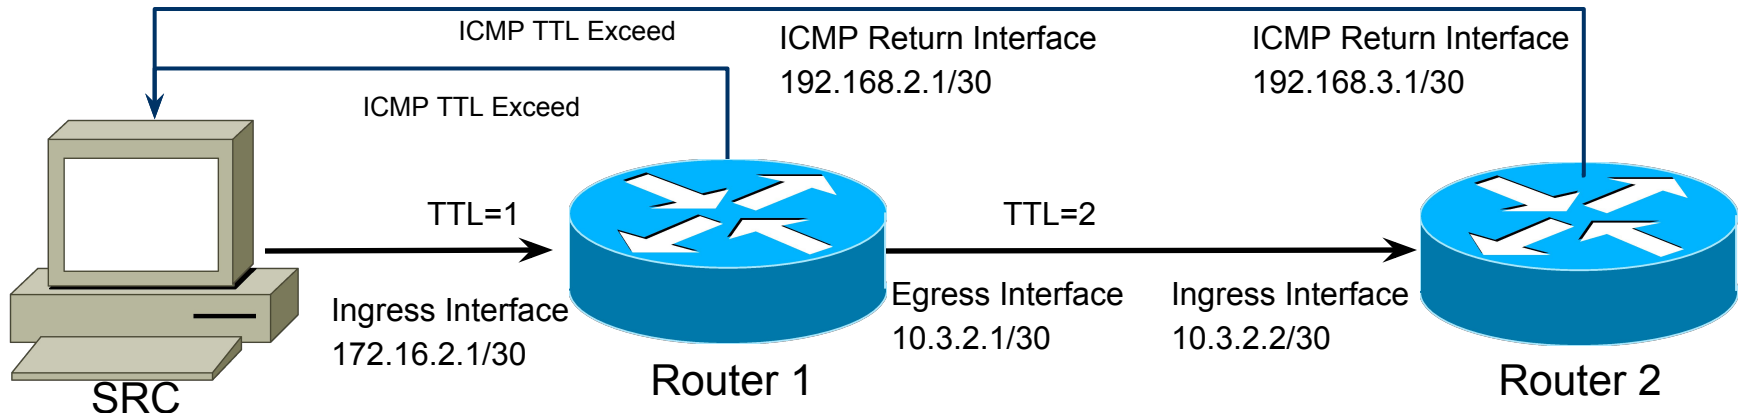 ICMP TTL Exceed
ICMP Return Interface
192.168.2.1/30
ICMP Return Interface
192.168.3.1/30
ICMP TTL Exceed
TTL=1
TTL=2
Ingress Interface
172.16.2.1/30
Egress Interface
10.3.2.1/30
Ingress Interface
10.3.2.2/30
SRC
Router 1
Router 2